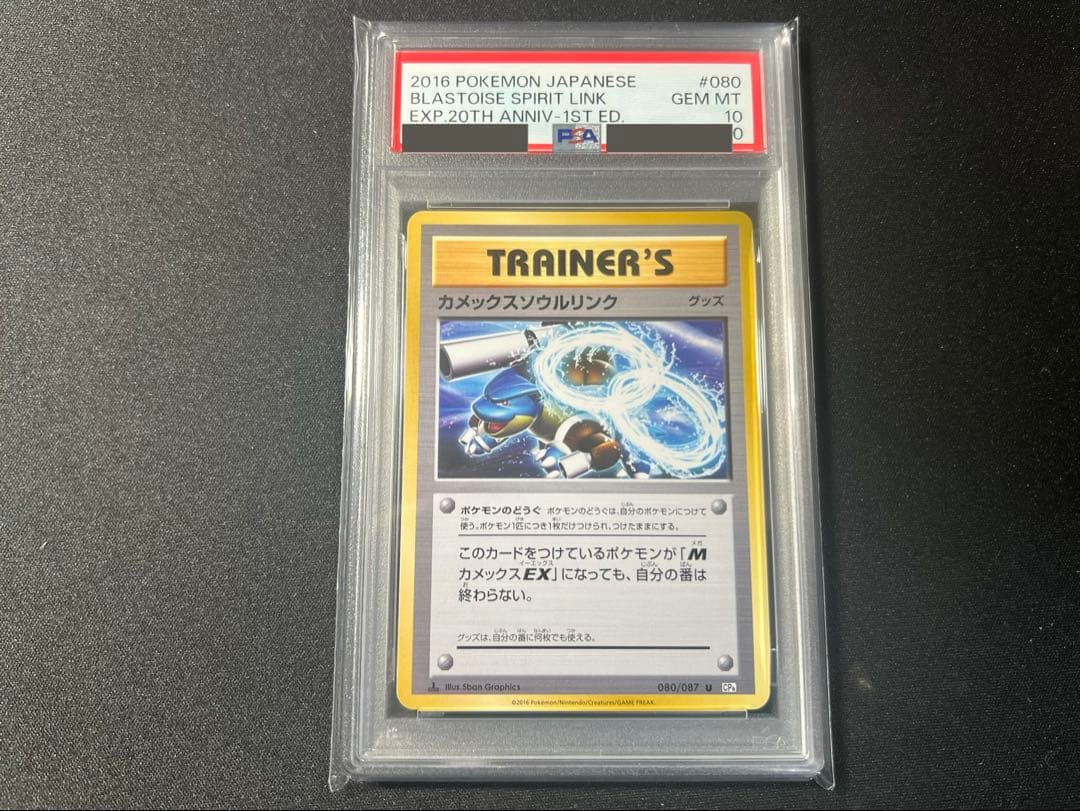 2016 POKEMON JAPANESE #080
BLASTOISE SPIRIT LINK GEM MT
EXP.20TH ANNIV-1ST ED. 10
PSA 0
TRAINER'S
カメックスソウルリンク グッズ
ポケモンのどうぐ ポケモンのどうぐは、自分のポケモンにつけて
使う。ポケモン1匹につき1枚だけつけられ、つけたままにする。
このカードをつけているポケモンが「M
カメックスEX」になっても、自分の番は
終わらない。
グッズは、自分の番に何枚でも使える。
1 Illus. 5ban Graphics 080/087 U CP6
©2016 Pokémon/Nintendo/Creatures/GAME FREAK.